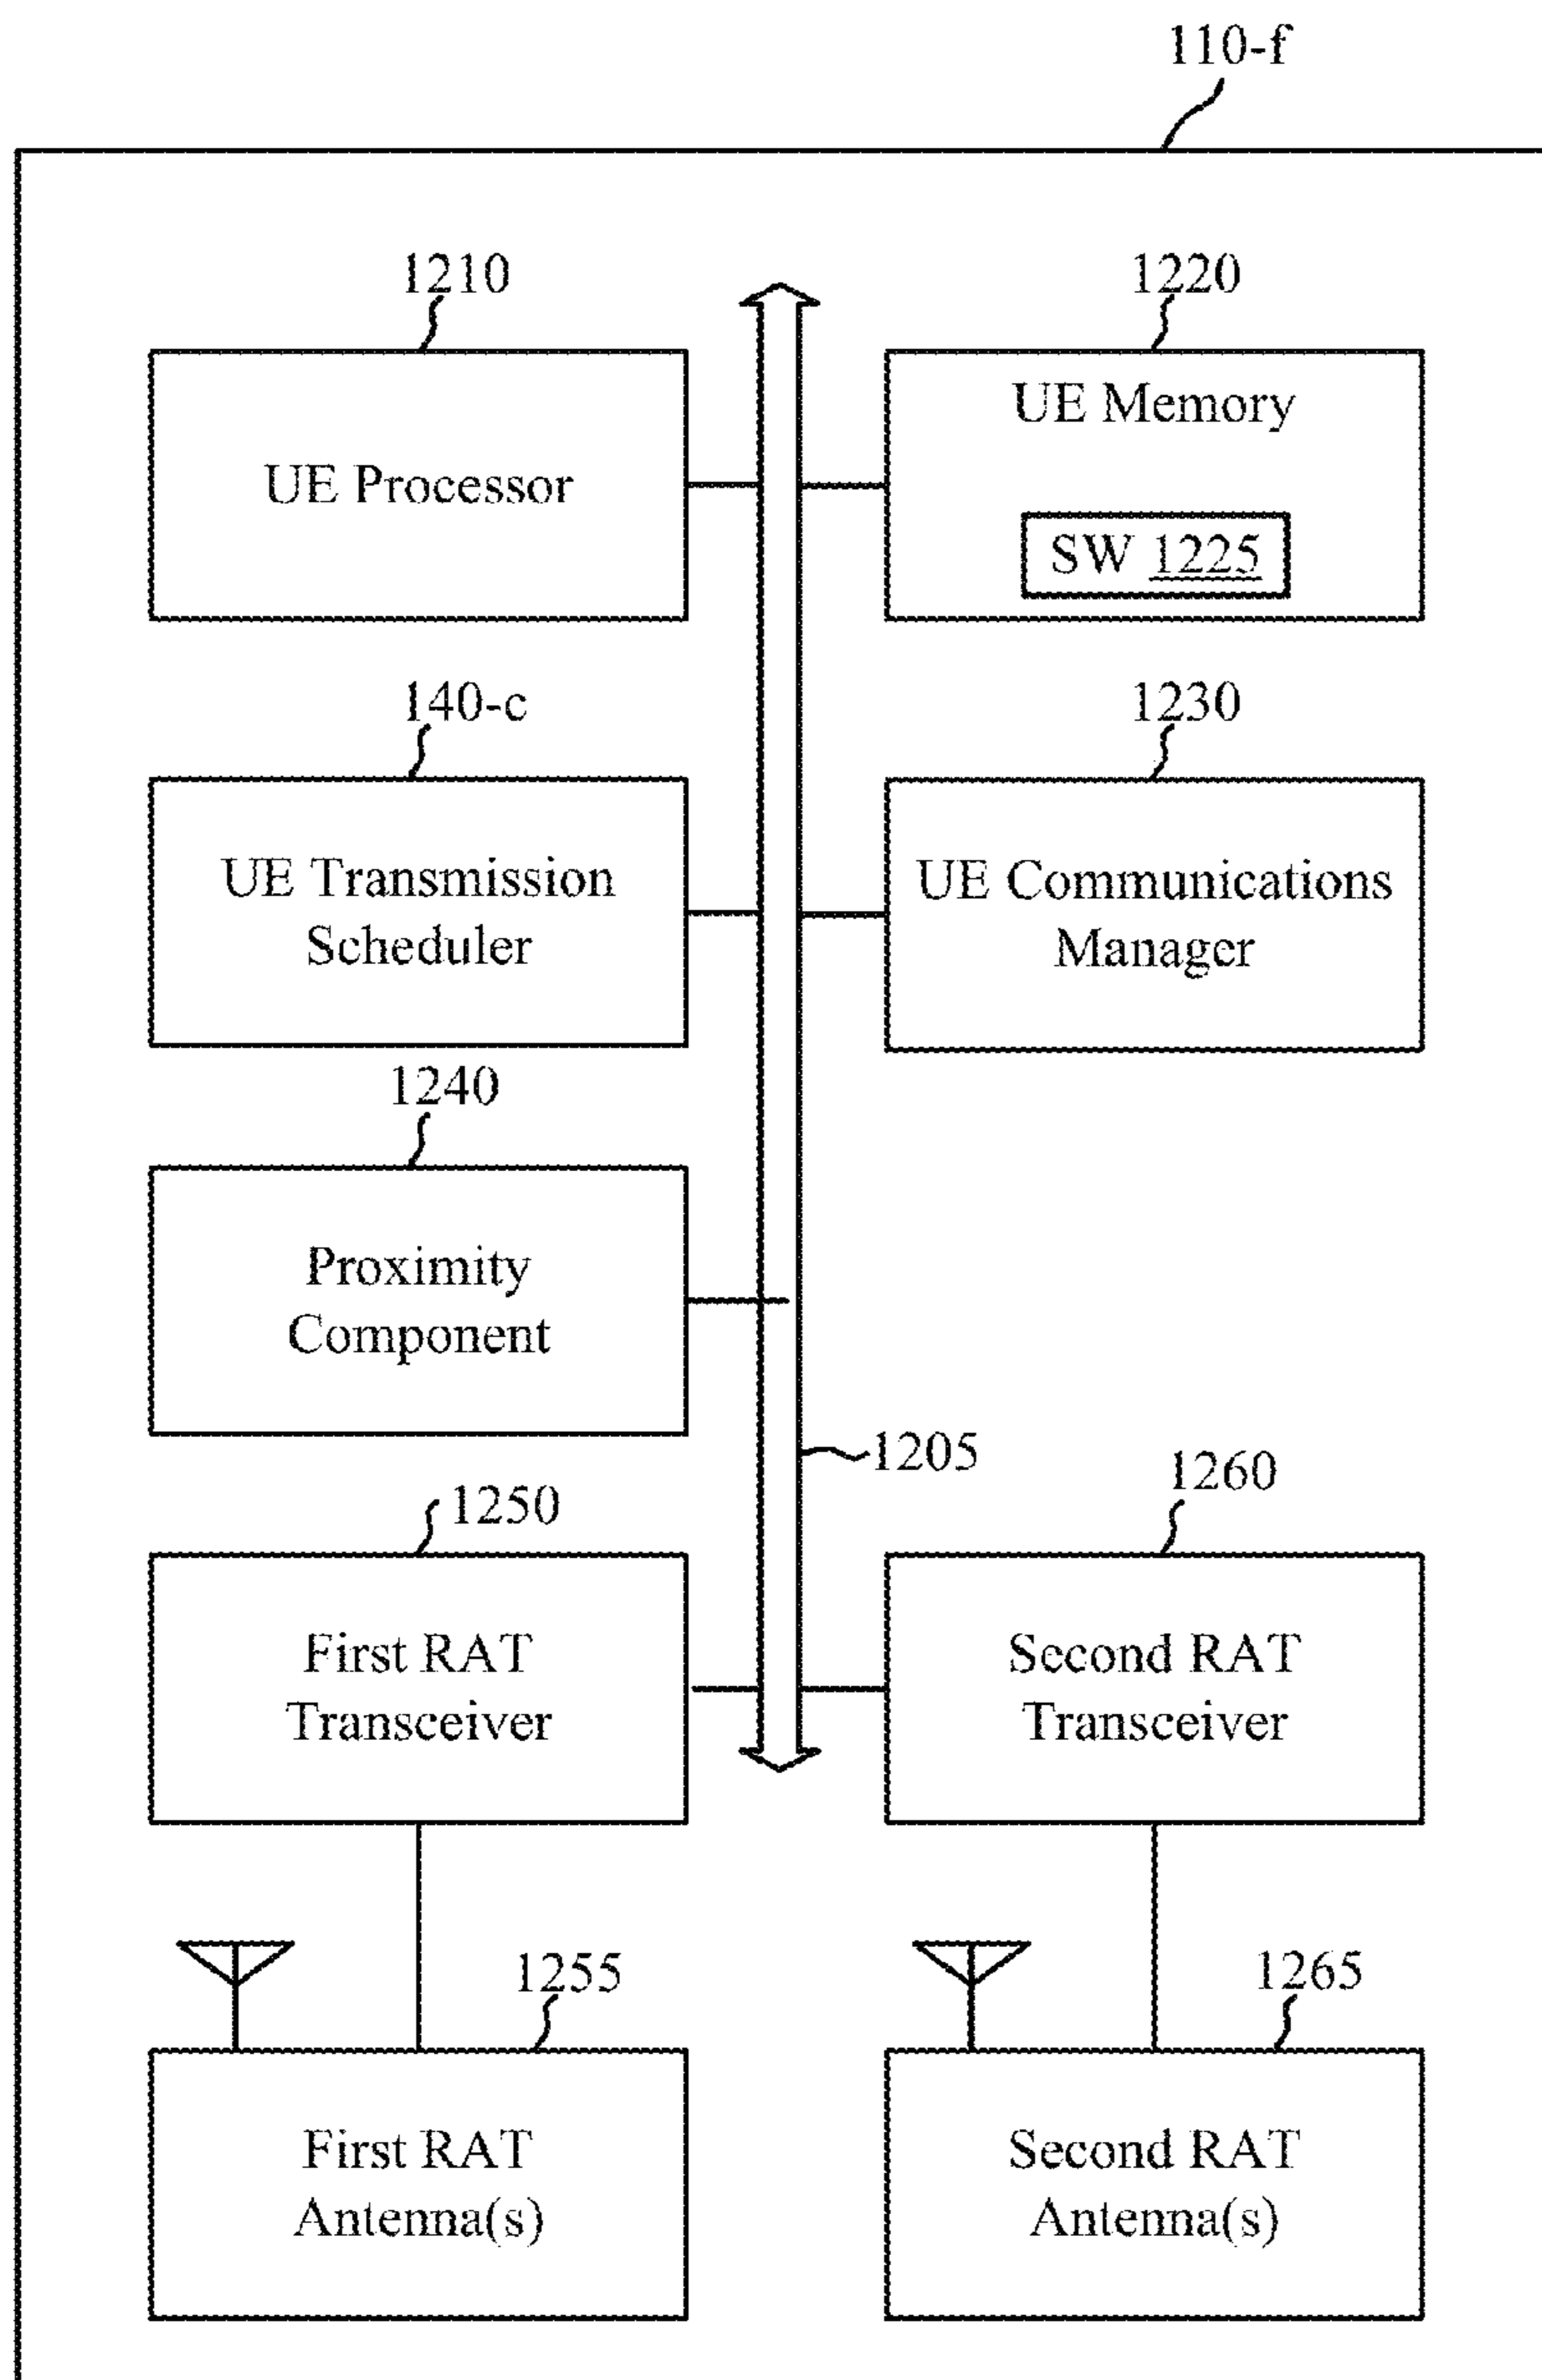 110-f
1210
1220
UE Processor
UE Memory
SW 1225
140-c
1230
UE Transmission
Scheduler
UE Communications
Manager
1240
Proximity
Component
1205
1250
1260
First RAT
Transceiver
Second RAT
Transceiver
1255
1265
First RAT
Antenna(s)
Second RAT
Antenna(s)